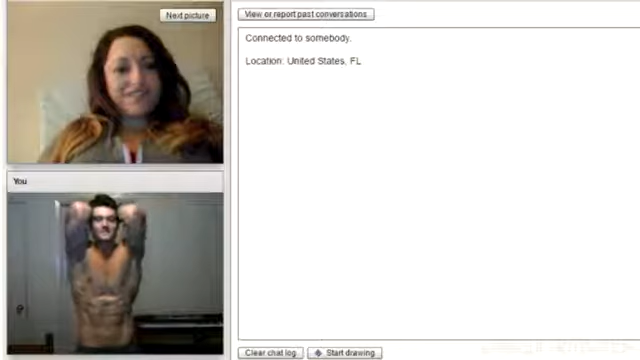 Next picture
View or report past conversations
Connected to somebody.
Location: United States, FL
You
Clear chat log
Start drawing